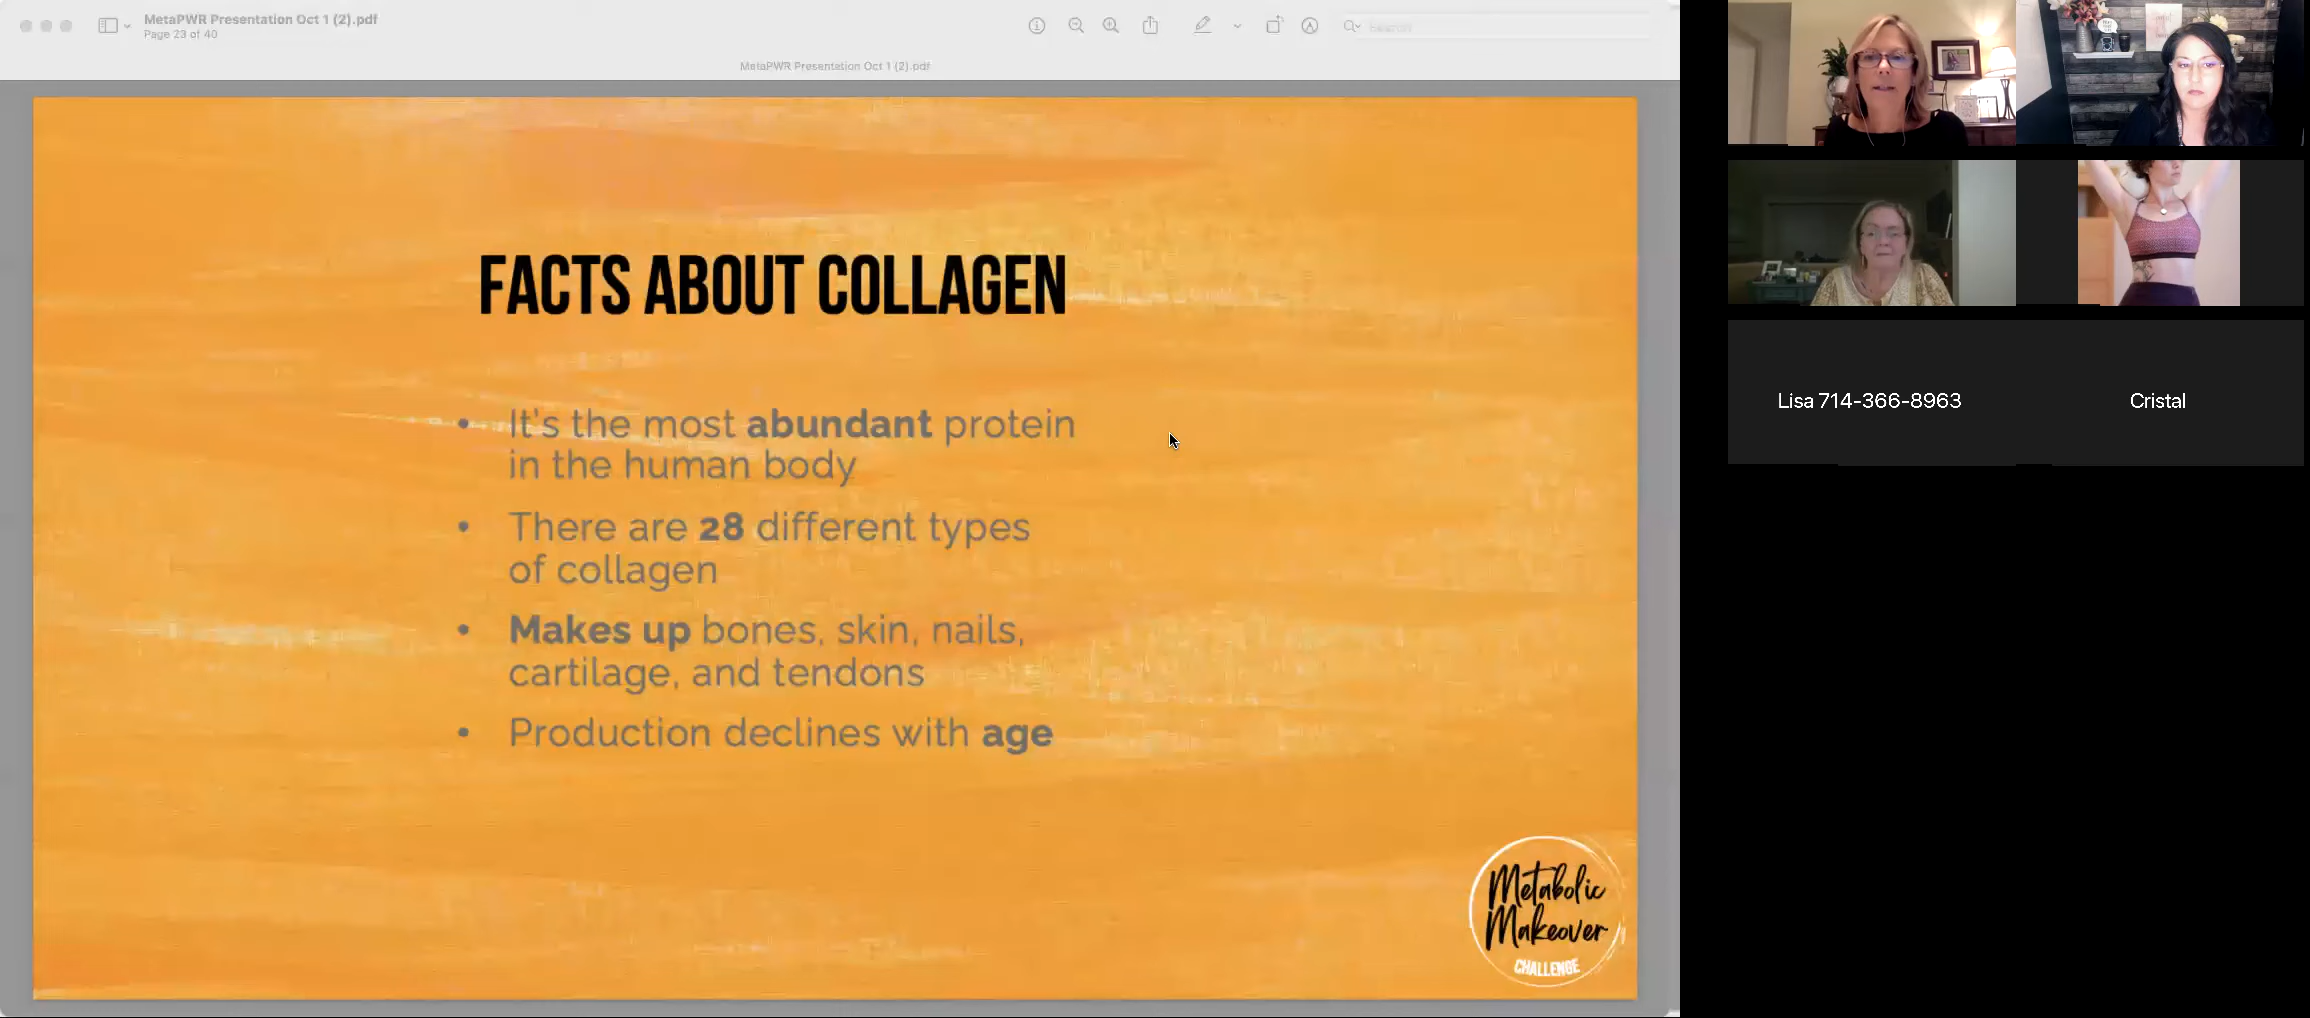 MetaPWR Presentation Oct 1 (2).pdf
Page 23 of 40
Search
MetaPWR Presentation Oct 1 (2).pdf
FACTS ABOUT COLLAGEN
• It's the most abundant protein
in the human body
• There are 28 different types
of collagen
• Makes up bones, skin, nails,
cartilage, and tendons
• Production declines with age
Metabolic
Makeover
CHALLENGE
Lisa 714-366-8963
Cristal